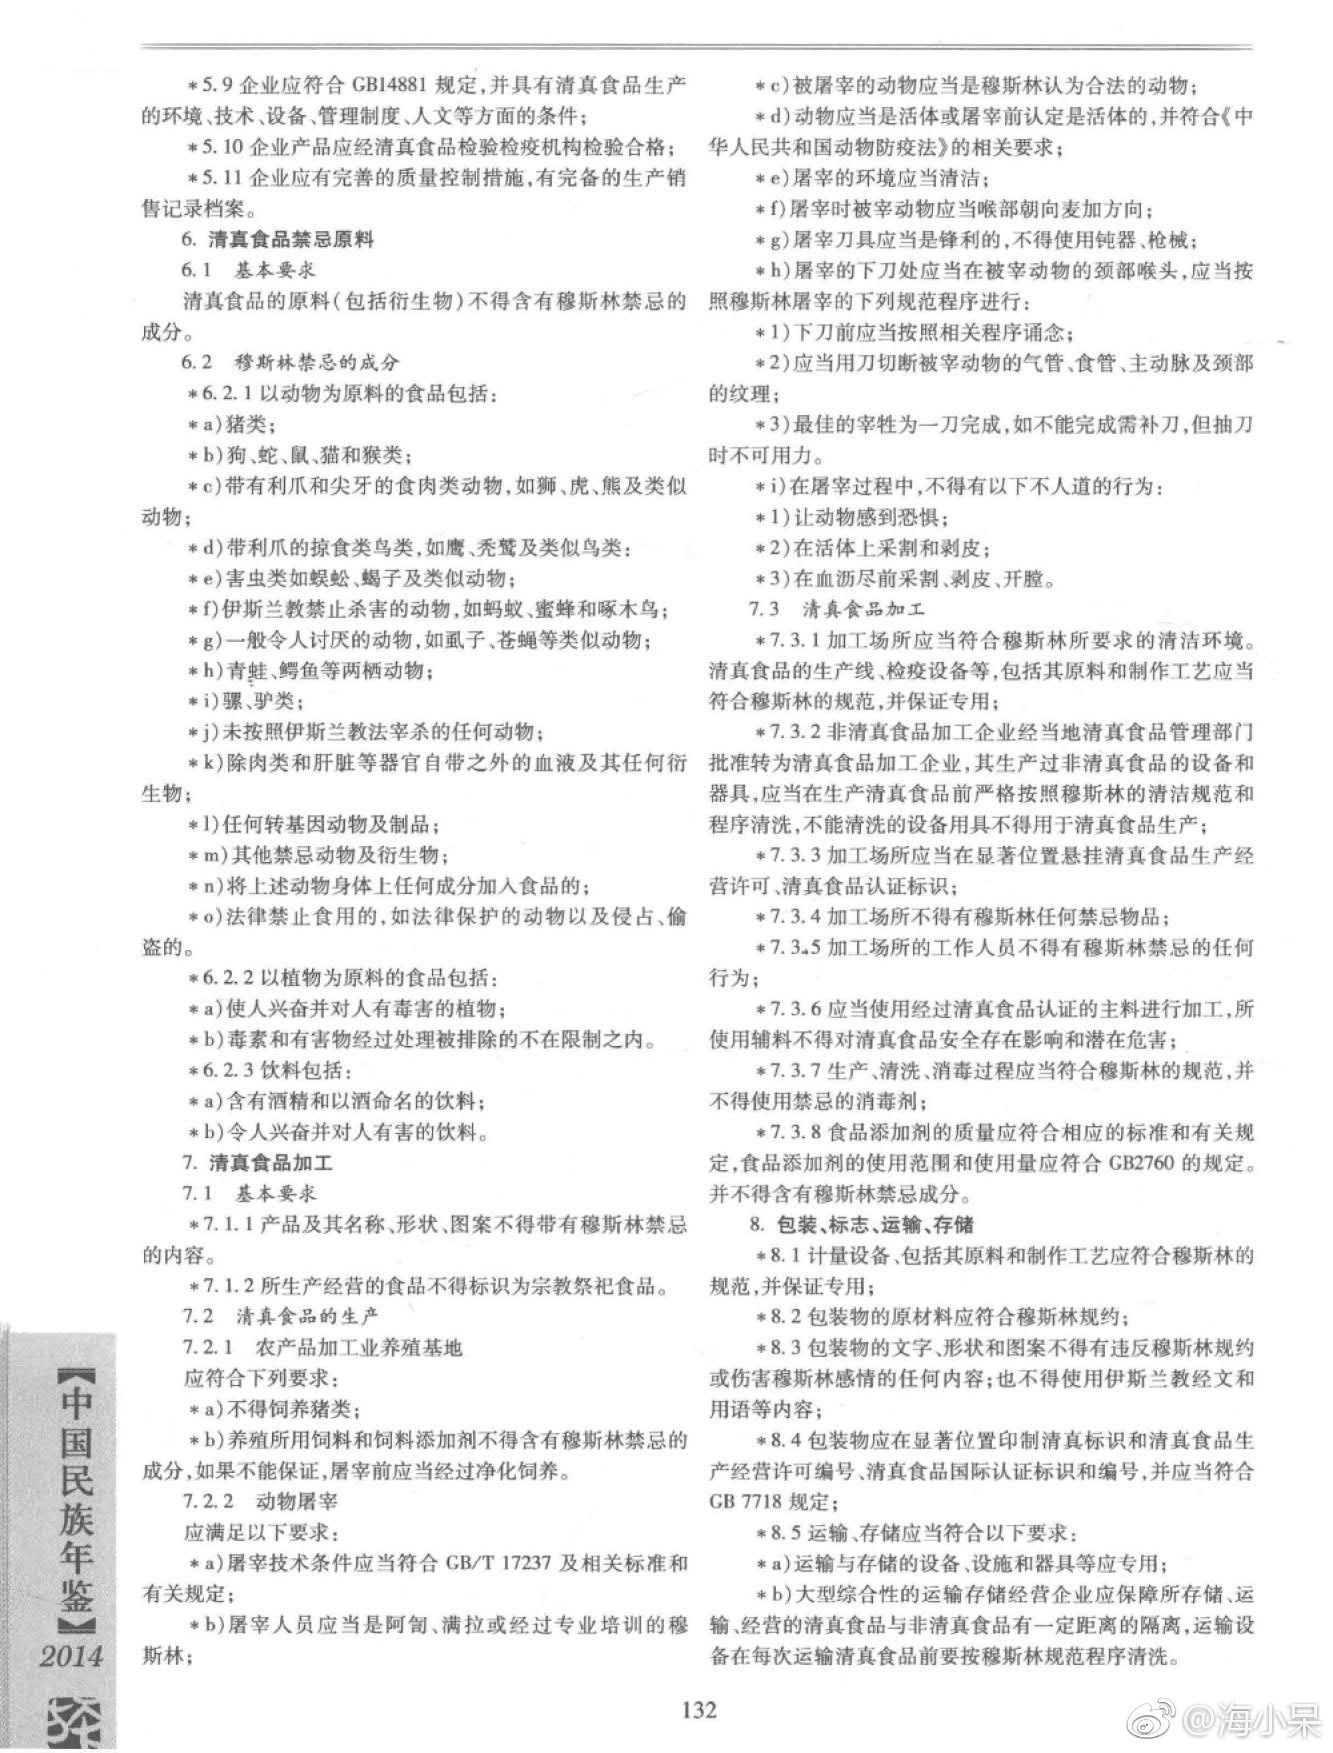 *5.9 企业应符合 GB14881 规定,并具有清真食品生产
的环境、技术、设备、管理制度、人文等方面的条件;
*5.10 企业产品应经清真食品检验检疫机构检验合格;
*5.11 企业应有完善的质量控制措施,有完备的生产销
售记录档案。
6. 清真食品禁忌原料
6.1 基本要求
清真食品的原料(包括衍生物)不得含有穆斯林禁忌的
成分。
6.2 穆斯林禁忌的成分
*6.2.1 以动物为原料的食品包括:
*a)猪类;
*b)狗、蛇、鼠、猫和猴类;
*c)带有利爪和尖牙的食肉类动物,如狮、虎、熊及类似
动物;
*d)带利爪的掠食类鸟类,如鹰、秃鹫及类似鸟类:
*e)害虫类如蜈蚣、蝎子及类似动物;
*f)伊斯兰教禁止杀害的动物,如蚂蚁、蜜蜂和啄木鸟;
*g)一般令人讨厌的动物,如虱子、苍蝇等类似动物;
*h)青蛙、鳄鱼等两栖动物;
*i)骡、驴类;
*j)未按照伊斯兰教法宰杀的任何动物;
*k)除肉类和肝脏等器官自带之外的血液及其任何衍
生物;
*l)任何转基因动物及制品;
*m)其他禁忌动物及衍生物;
*n)将上述动物身体上任何成分加入食品的;
*o)法律禁止食用的,如法律保护的动物以及侵占、偷
盗的。
*6.2.2 以植物为原料的食品包括:
*a)使人兴奋并对人有毒害的植物;
*b)毒素和有害物经过处理被排除的不在限制之内。
*6.2.3 饮料包括:
*a)含有酒精和以酒命名的饮料;
*b)令人兴奋并对人有害的饮料。
7. 清真食品加工
7.1 基本要求
*7.1.1 产品及其名称、形状、图案不得带有穆斯林禁忌
的内容。
*7.1.2 所生产经营的食品不得标识为宗教祭祀食品。
7.2 清真食品的生产
7.2.1 农产品加工业养殖基地
应符合下列要求:
*a)不得饲养猪类;
*b)养殖所用饲料和饲料添加剂不得含有穆斯林禁忌的
成分,如果不能保证,屠宰前应当经过净化饲养。
7.2.2 动物屠宰
应满足以下要求:
*a)屠宰技术条件应当符合 GB/T 17237 及相关标准和
有关规定;
*b)屠宰人员应当是阿訇、满拉或经过专业培训的穆
斯林;
*c)被屠宰的动物应当是穆斯林认为合法的动物;
*d)动物应当是活体或屠宰前认定是活体的,并符合《中
华人民共和国动物防疫法》的相关要求;
*e)屠宰的环境应当清洁;
*f)屠宰时被宰动物应当喉部朝向麦加方向;
*g)屠宰刀具应当是锋利的,不得使用钝器、枪械;
*h)屠宰的下刀处应当在被宰动物的颈部喉头,应当按
照穆斯林屠宰的下列规范程序进行:
*1)下刀前应当按照相关程序诵念;
*2)应当用刀切断被宰动物的气管、食管、主动脉及颈部
的纹理;
*3)最佳的宰牲为一刀完成,如不能完成需补刀,但抽刀
时不可用力。
*i)在屠宰过程中,不得有以下不人道的行为:
*1)让动物感到恐惧;
*2)在活体上采割和剥皮;
*3)在血沥尽前采割、剥皮、开膛。
7.3 清真食品加工
*7.3.1 加工场所应当符合穆斯林所要求的清洁环境。
清真食品的生产线、检疫设备等,包括其原料和制作工艺应当
符合穆斯林的规范,并保证专用;
*7.3.2 非清真食品加工企业经当地清真食品管理部门
批准转为清真食品加工企业,其生产过非清真食品的设备和
器具,应当在生产清真食品前严格按照穆斯林的清洁规范和
程序清洗,不能清洗的设备用具不得用于清真食品生产;
*7.3.3 加工场所应当在显著位置悬挂清真食品生产经
营许可、清真食品认证标识;
*7.3.4 加工场所不得有穆斯林任何禁忌物品;
*7.3.5 加工场所的工作人员不得有穆斯林禁忌的任何
行为;
*7.3.6 应当使用经过清真食品认证的主料进行加工,所
使用辅料不得对清真食品安全存在影响和潜在危害;
*7.3.7 生产、清洗、消毒过程应当符合穆斯林的规范,并
不得使用禁忌的消毒剂;
*7.3.8 食品添加剂的质量应符合相应的标准和有关规
定,食品添加剂的使用范围和使用量应符合 GB2760 的规定。
并不得含有穆斯林禁忌成分。
8. 包装、标志、运输、存储
*8.1 计量设备、包括其原料和制作工艺应符合穆斯林的
规范,并保证专用;
*8.2 包装物的原材料应符合穆斯林规约;
*8.3 包装物的文字、形状和图案不得有违反穆斯林规约
或伤害穆斯林感情的任何内容;也不得使用伊斯兰教经文和
用语等内容;
*8.4 包装物应在显著位置印制清真标识和清真食品生
产经营许可编号、清真食品国际认证标识和编号,并应当符合
GB 7718 规定;
*8.5 运输、存储应当符合以下要求:
*a)运输与存储的设备、设施和器具等应专用;
*b)大型综合性的运输存储经营企业应保障所存储、运
输、经营的清真食品与非清真食品有一定距离的隔离,运输设
备在每次运输清真食品前要按穆斯林规范程序清洗。
【中国民族年鉴】
2014
132
@海小呆